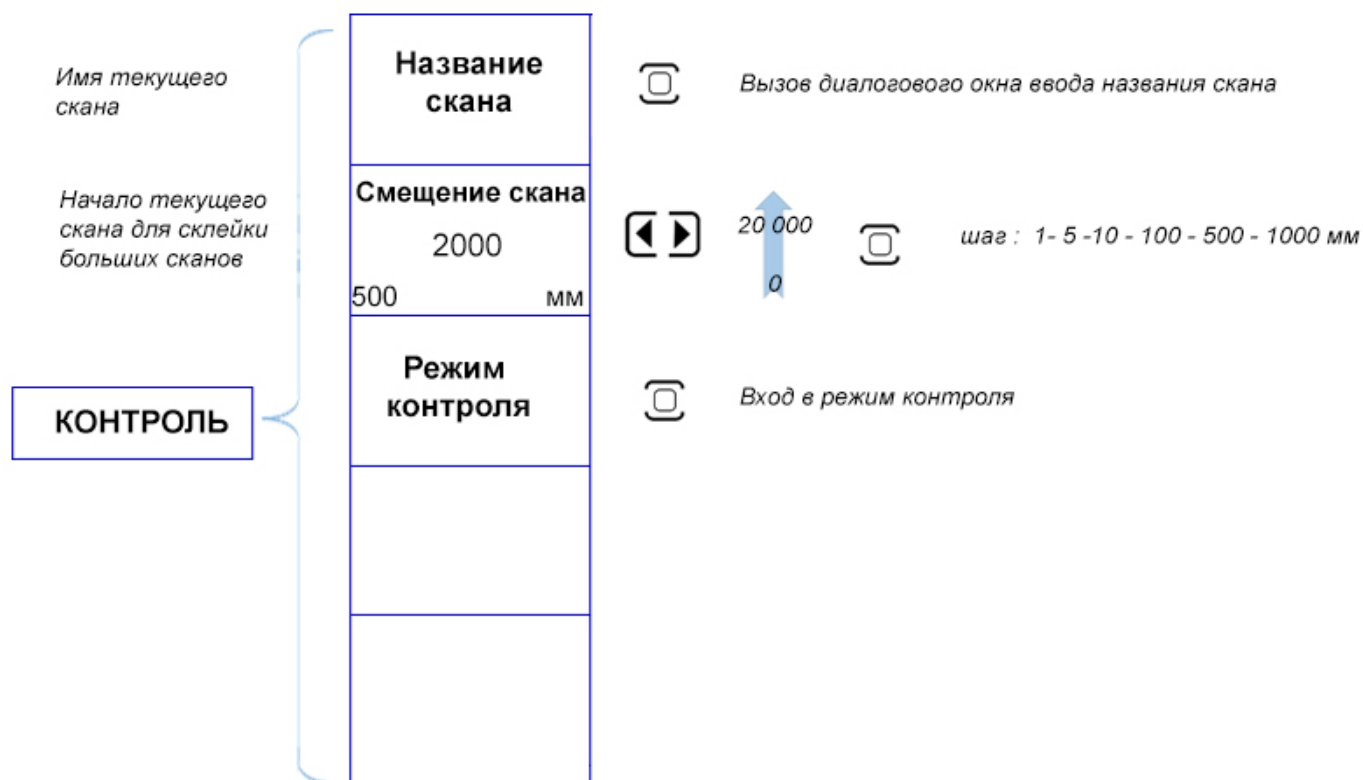 Имя текущего
скана
Название
скана
Вызов диалогового окна ввода названия скана
Начало текущего
скана для склейки
больших сканов
Смещение скана
2000
500 мм
20 000
0
шаг : 1- 5 -10 - 100 - 500 - 1000 мм
КОНТРОЛЬ
Режим
контроля
Вход в режим контроля